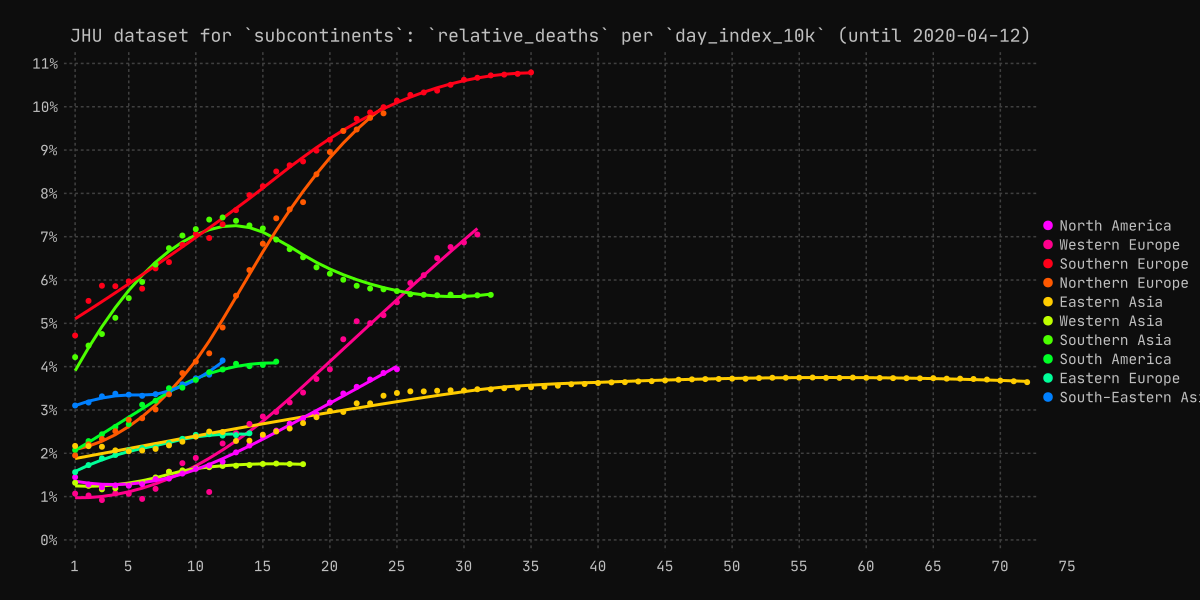 JHU dataset for `subcontinents`: `relative_deaths` per `day_index_10k` (until 2020-04-12)
11%
10%
9%
8%
7%
6%
5%
4%
3%
2%
1%
0%
1 5 10 15 20 25 30 35 40 45 50 55 60 65 70 75
North America
Western Europe
Southern Europe
Northern Europe
Eastern Asia
Western Asia
Southern Asia
South America
Eastern Europe
South-Eastern Asi